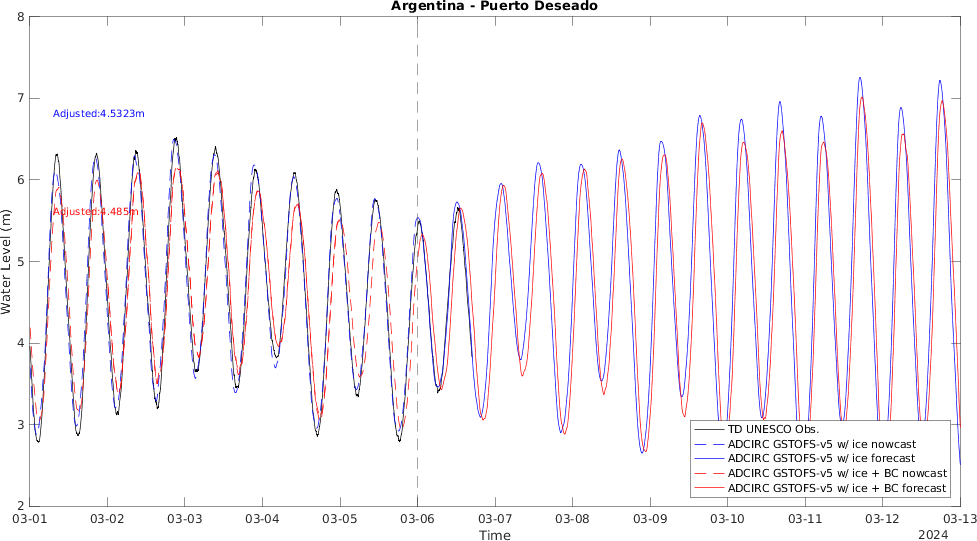 Argentina - Puerto Deseado
8
7
6
5
4
3
2
Water Level (m)
Adjusted:4.5323m
Adjusted:4.485m
TD UNESCO Obs.
ADCIRC GSTOFS-v5 w/ ice nowcast
ADCIRC GSTOFS-v5 w/ ice forecast
ADCIRC GSTOFS-v5 w/ ice + BC nowcast
ADCIRC GSTOFS-v5 w/ ice + BC forecast
03-01 03-02 03-03 03-04 03-05 03-06 03-07 03-08 03-09 03-10 03-11 03-12 03-13
Time
2024